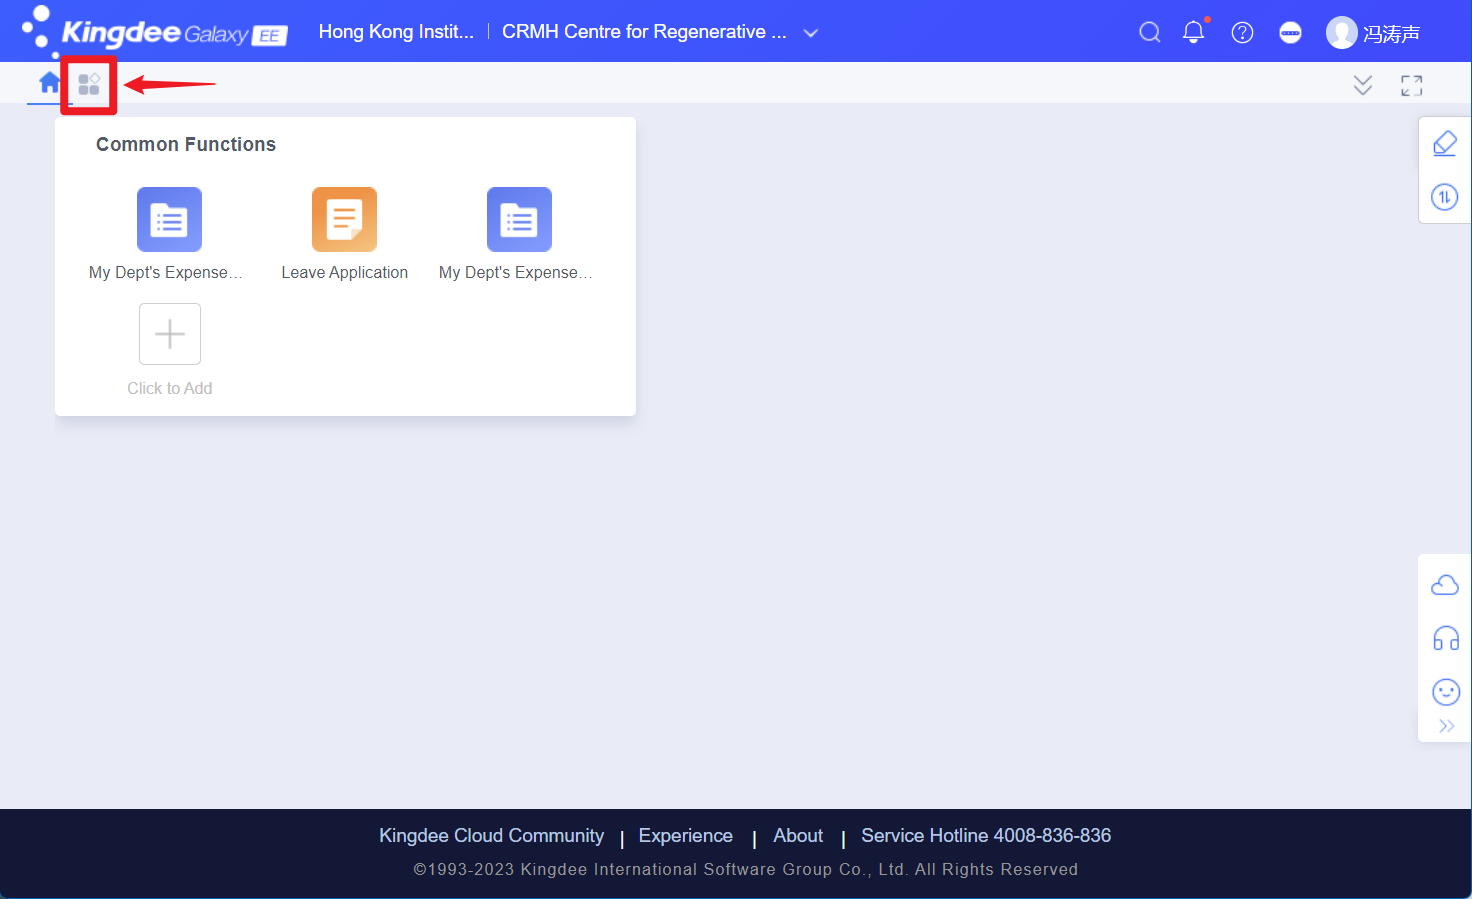 Kingdee Galaxy EE
Hong Kong Instit... CRMH Centre for Regenerative ...
冯涛声
Common Functions
My Dept's Expense... Leave Application My Dept's Expense...
Click to Add
Kingdee Cloud Community | Experience | About | Service Hotline 4008-836-836
©1993-2023 Kingdee International Software Group Co., Ltd. All Rights Reserved